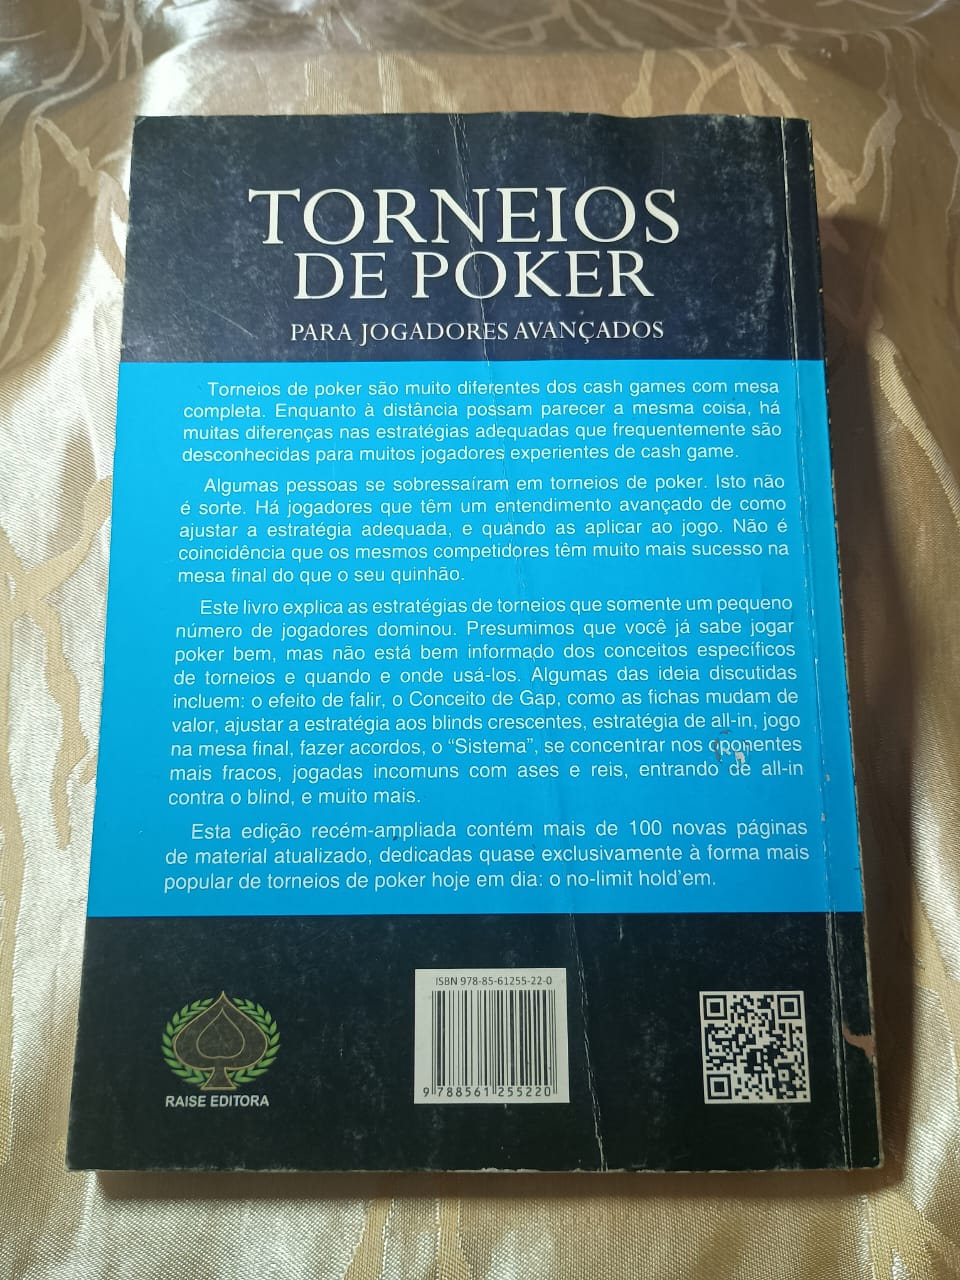 TORNEIOS
DE POKER
PARA JOGADORES AVANÇADOS
Torneios de poker são muito diferentes dos cash games com mesa
completa. Enquanto à distância possam parecer a mesma coisa, há
muitas diferenças nas estratégias adequadas que frequentemente são
desconhecidas para muitos jogadores experientes de cash game.
Algumas pessoas se sobressaíram em torneios de poker. Isto não
é sorte. Há jogadores que têm um entendimento avançado de como
ajustar a estratégia adequada, e quando as aplicar ao jogo. Não é
coincidência que os mesmos competidores têm muito mais sucesso na
mesa final do que o seu quinhão.
Este livro explica as estratégias de torneios que somente um pequeno
número de jogadores dominou. Presumimos que você já sabe jogar
poker bem, mas não está bem informado dos conceitos específicos
de torneios e quando e onde usá-los. Algumas das ideia discutidas
incluem: o efeito de falir, o Conceito de Gap, como as fichas mudam de
valor, ajustar a estratégia aos blinds crescentes, estratégia de all-in, jogo
na mesa final, fazer acordos, o “Sistema”, se concentrar nos oponentes
mais fracos, jogadas incomuns com ases e reis, entrando de all-in
contra o blind, e muito mais.
Esta edição recém-ampliada contém mais de 100 novas páginas
de material atualizado, dedicadas quase exclusivamente à forma mais
popular de torneios de poker hoje em dia: o no-limit hold’em.
RAISE EDITORA
ISBN 978-85-61255-22-0
9 788561 255220